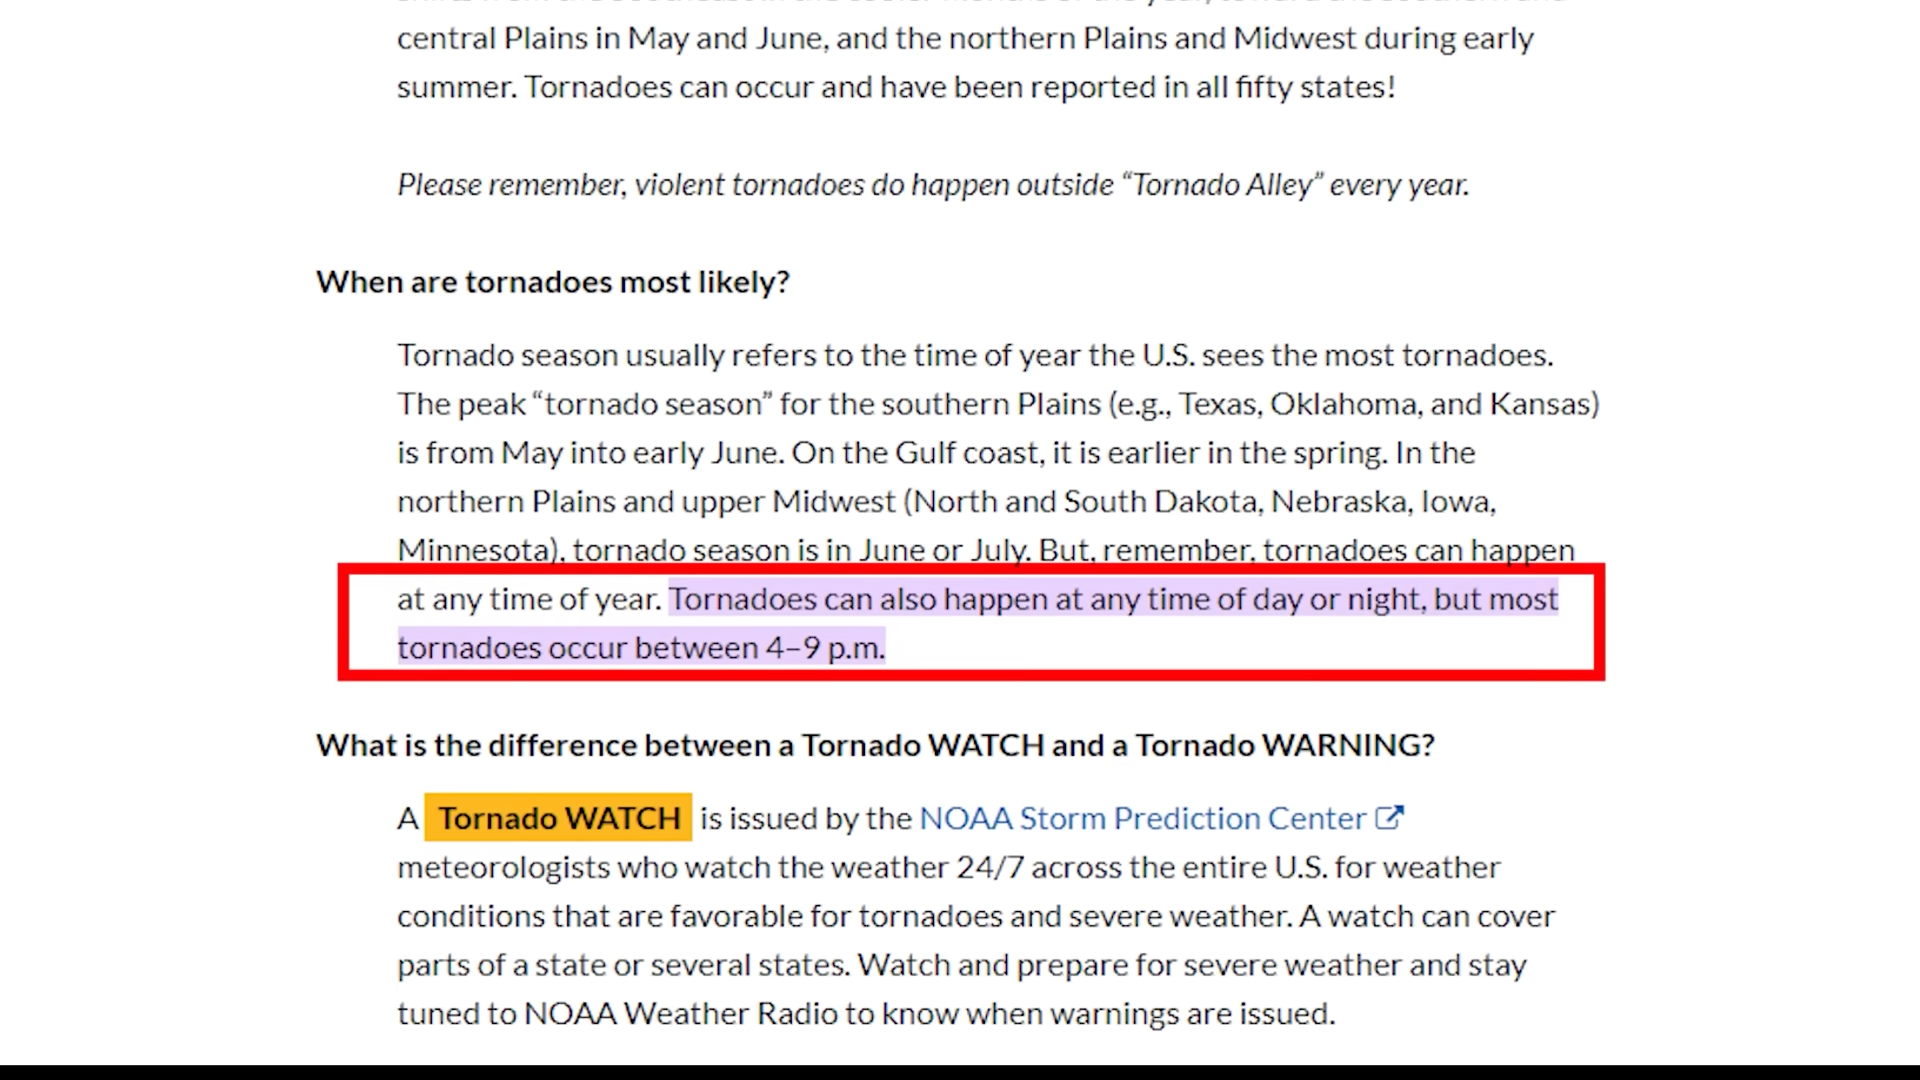 central Plains in May and June, and the northern Plains and Midwest during early
summer. Tornadoes can occur and have been reported in all fifty states!
Please remember, violent tornadoes do happen outside “Tornado Alley” every year.
When are tornadoes most likely?
Tornado season usually refers to the time of year the U.S. sees the most tornadoes.
The peak “tornado season” for the southern Plains (e.g., Texas, Oklahoma, and Kansas)
is from May into early June. On the Gulf coast, it is earlier in the spring. In the
northern Plains and upper Midwest (North and South Dakota, Nebraska, Iowa,
Minnesota), tornado season is in June or July. But, remember, tornadoes can happen
at any time of year. Tornadoes can also happen at any time of day or night, but most
tornadoes occur between 4–9 p.m.
What is the difference between a Tornado WATCH and a Tornado WARNING?
A Tornado WATCH is issued by the NOAA Storm Prediction Center
meteorologists who watch the weather 24/7 across the entire U.S. for weather
conditions that are favorable for tornadoes and severe weather. A watch can cover
parts of a state or several states. Watch and prepare for severe weather and stay
tuned to NOAA Weather Radio to know when warnings are issued.